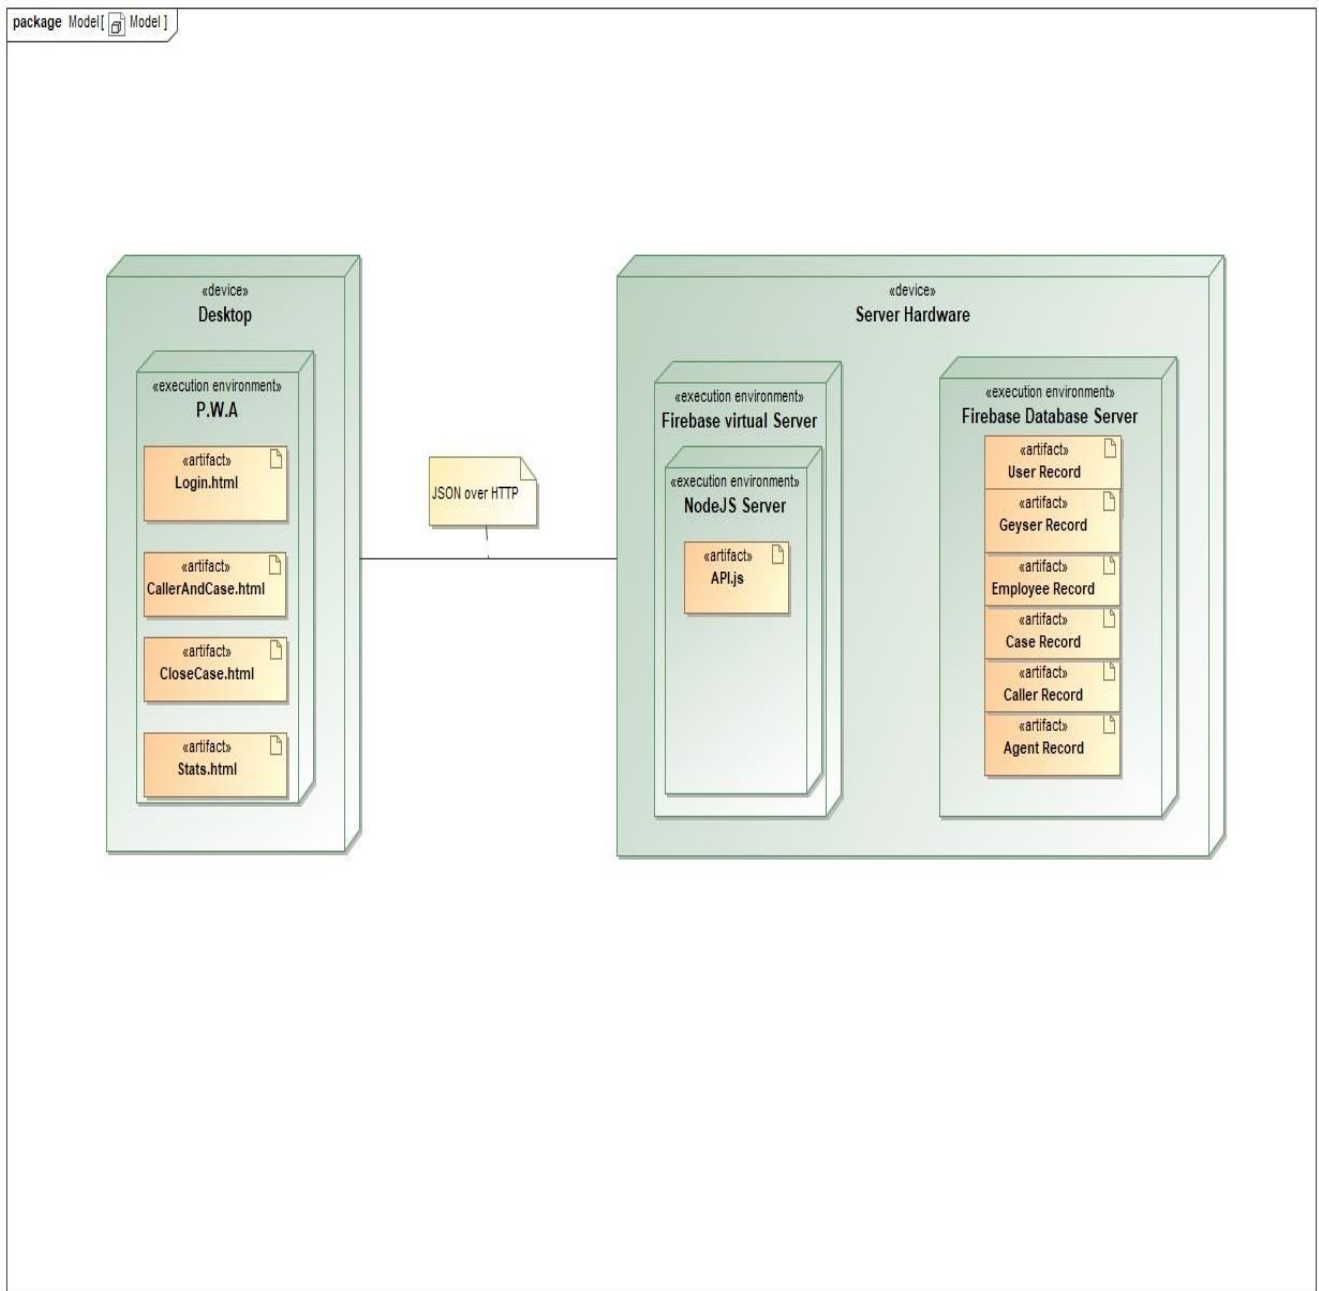 package Model[ Model ]
«device»
Desktop
«execution environment»
P.W.A
«artifact»
Login.html
«artifact»
CallerAndCase.html
«artifact»
CloseCase.html
«artifact»
Stats.html
JSON over HTTP
«device»
Server Hardware
«execution environment»
Firebase virtual Server
«execution environment»
NodeJS Server
«artifact»
API.js
«execution environment»
Firebase Database Server
«artifact»
User Record
«artifact»
Geyser Record
«artifact»
Employee Record
«artifact»
Case Record
«artifact»
Caller Record
«artifact»
Agent Record